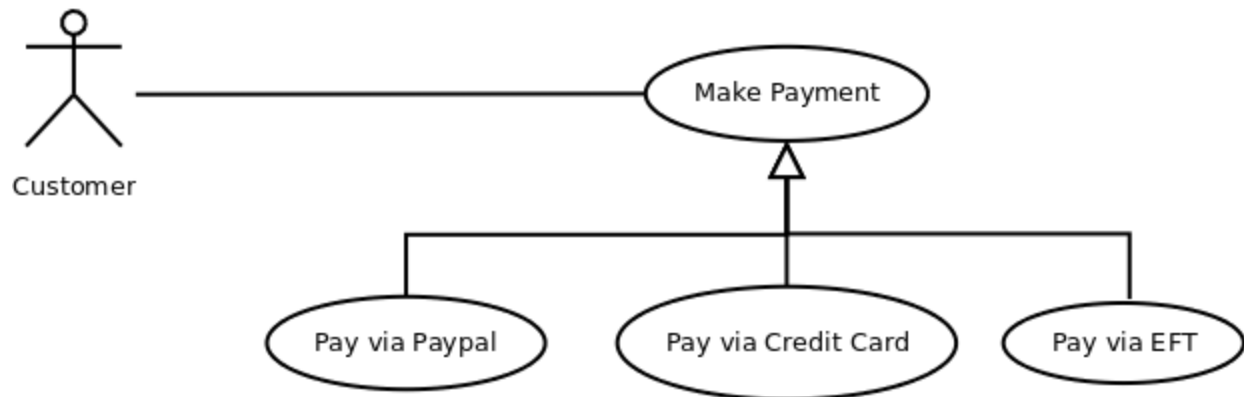 Make Payment
Customer
Pay via Paypal
Pay via Credit Card
Pay via EFT